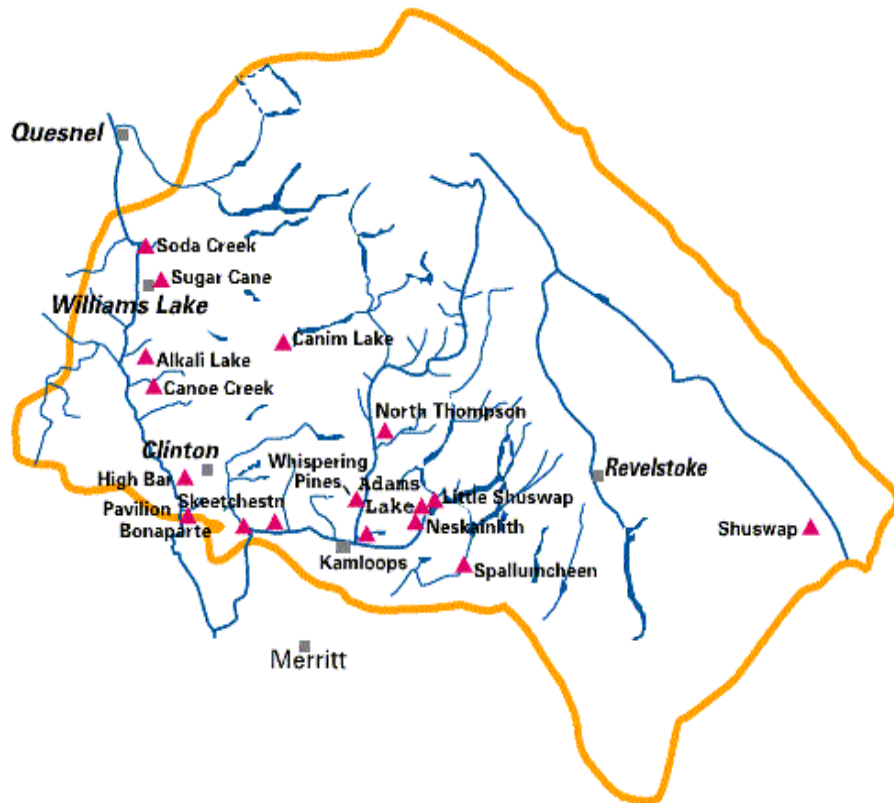 Quesnel
Soda Creek
Sugar Cane
Williams Lake
Canim Lake
Alkali Lake
Canoe Creek
North Thompson
Clinton
Whispering
Pines
High Bar
Adams
Lake
Revelstoke
Skeetchestn
Little Shuswap
Pavilion
Bonaparte
Neskainlith
Shuswap
Kamloops
Spallumcheen
Merritt